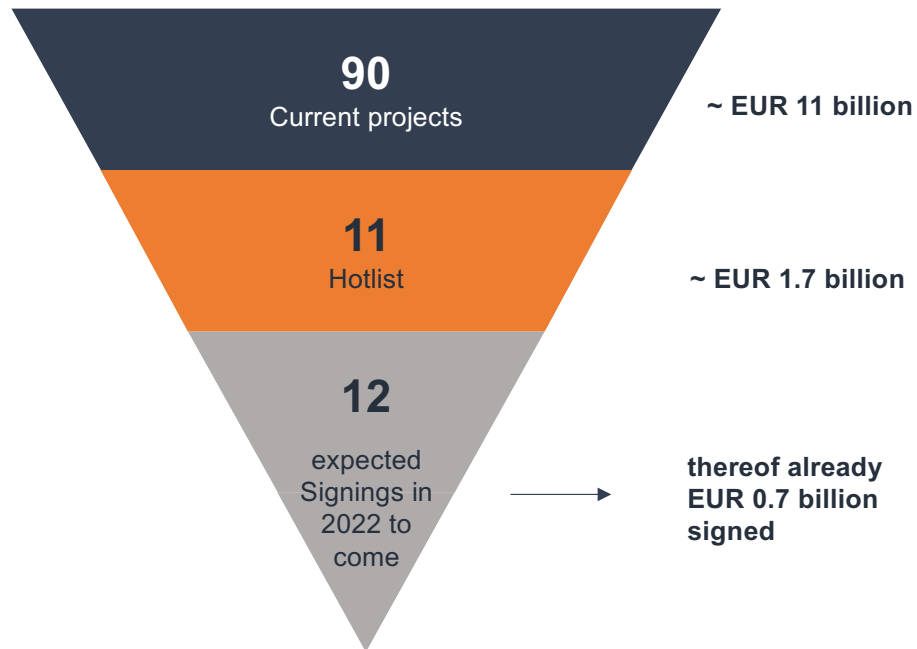 90
Current projects
~ EUR 11 billion
11
Hotlist
~ EUR 1.7 billion
12
expected
Signings in
2022 to
come
thereof already
EUR 0.7 billion
signed